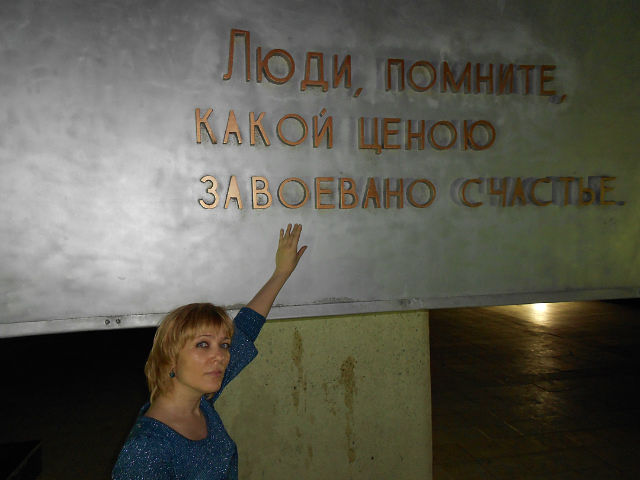 Люди, помните,
какой ценою
завоевано счастье.